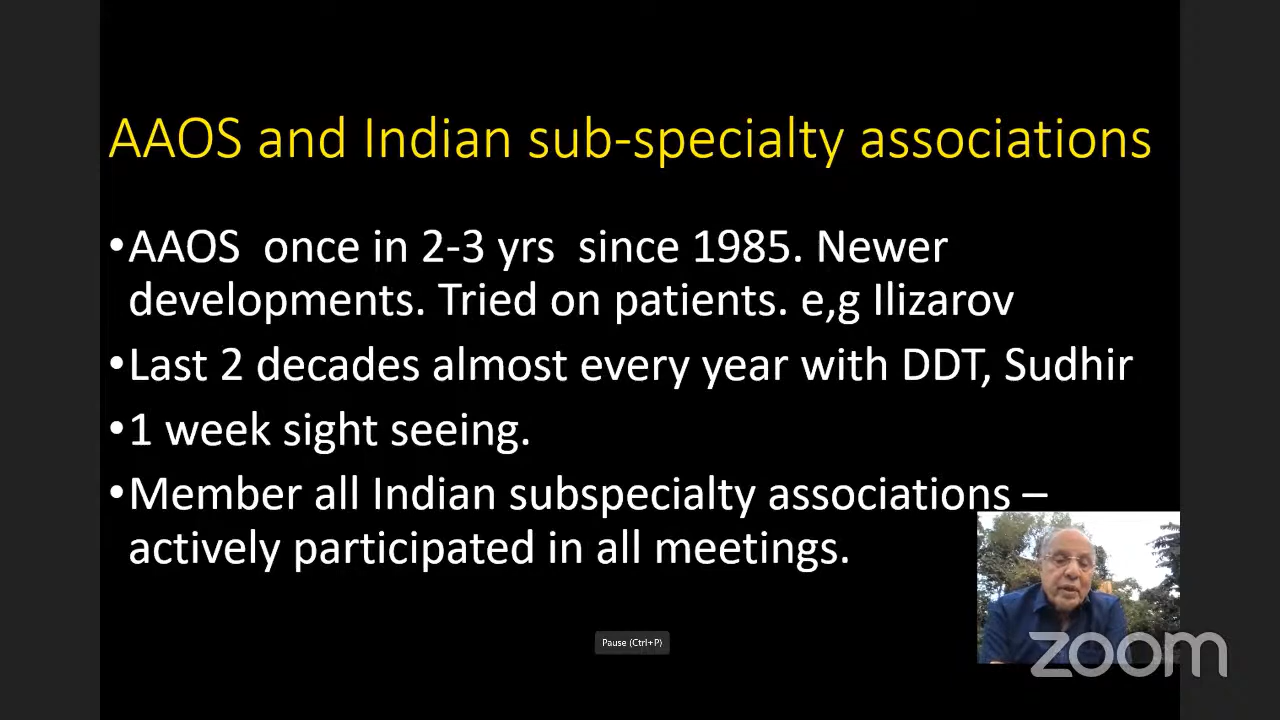 AAOS and Indian sub-specialty associations
•AAOS once in 2-3 yrs since 1985. Newer
developments. Tried on patients. e,g Ilizarov
•Last 2 decades almost every year with DDT, Sudhir
•1 week sight seeing.
•Member all Indian subspecialty associations –
actively participated in all meetings.
Pause (Ctrl+P)
zoom